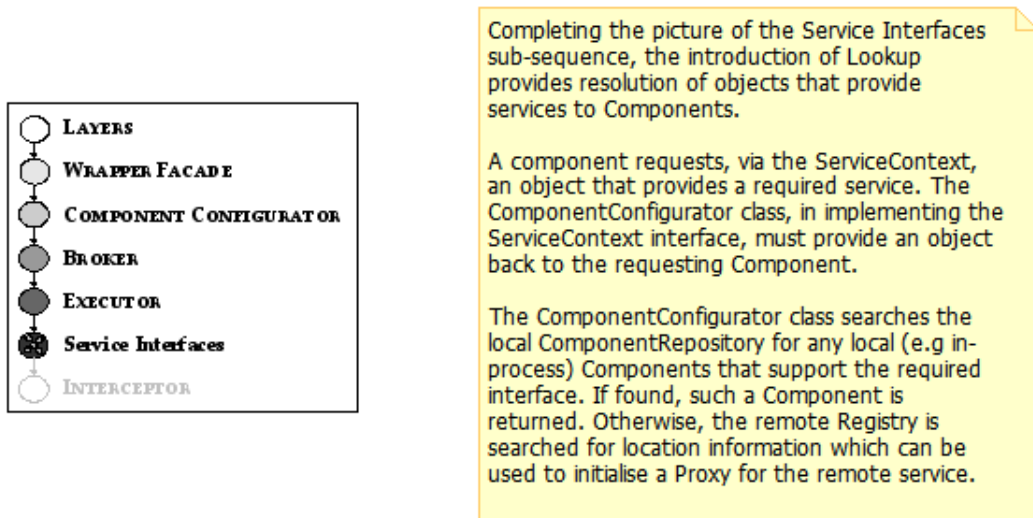 LAYERS
WRAPPER FACADE
COMPONENT CONFIGURATOR
BROKER
EXECUTOR
Service Interfaces
INTERCEPTOR
Completing the picture of the Service Interfaces
sub-sequence, the introduction of Lookup
provides resolution of objects that provide
services to Components.
A component requests, via the ServiceContext,
an object that provides a required service. The
ComponentConfigurator class, in implementing the
ServiceContext interface, must provide an object
back to the requesting Component.
The ComponentConfigurator class searches the
local ComponentRepository for any local (e.g in-
process) Components that support the required
interface. If found, such a Component is
returned. Otherwise, the remote Registry is
searched for location information which can be
used to initialise a Proxy for the remote service.